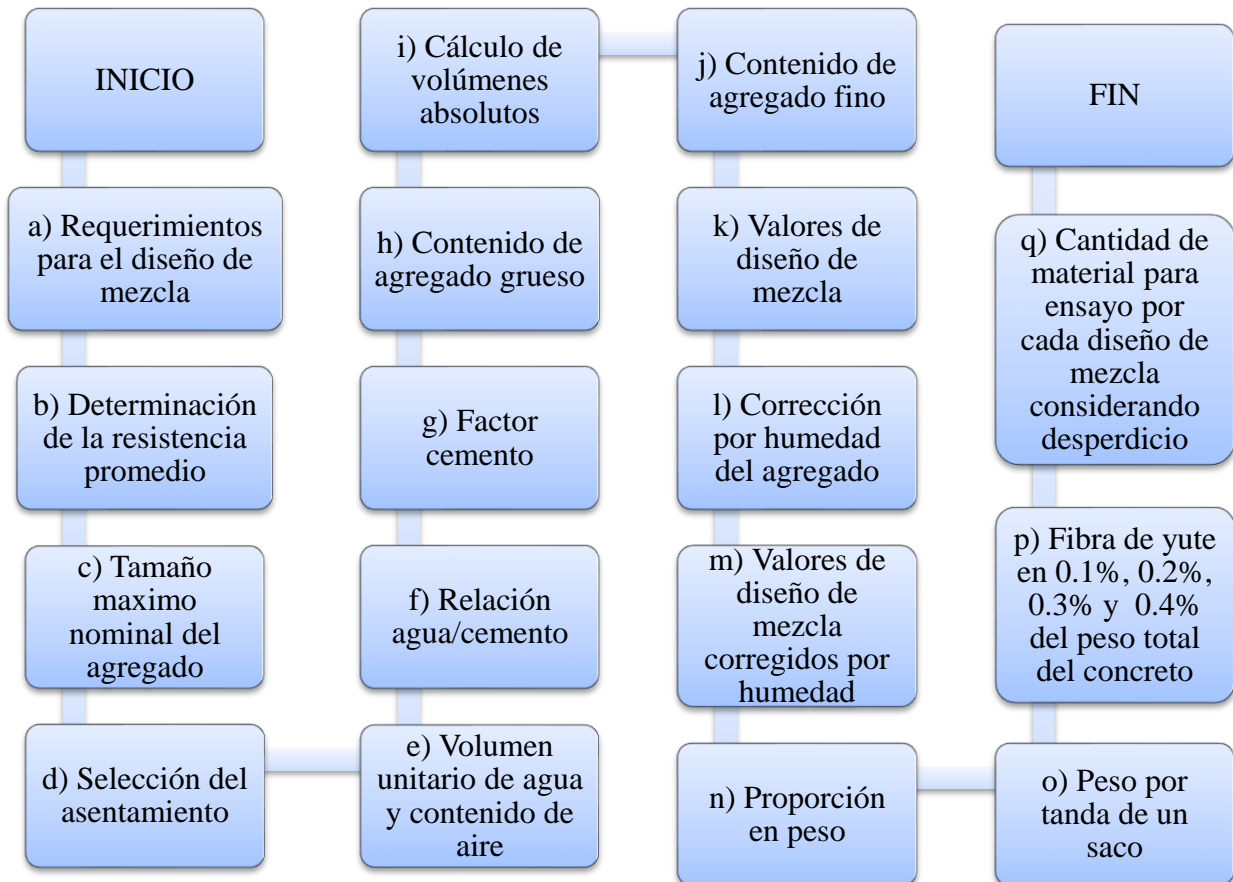 INICIO
a) Requerimientos
para el diseño de
mezcla
b) Determinación
de la resistencia
promedio
c) Tamaño
maximo
nominal del
agregado
d) Selección del
asentamiento
e) Volumen
unitario de agua
y contenido de
aire
f) Relación
agua/cemento
g) Factor
cemento
h) Contenido de
agregado grueso
i) Cálculo de
volúmenes
absolutos
j) Contenido de
agregado fino
k) Valores de
diseño de
mezcla
l) Corrección
por humedad
del agregado
m) Valores de
diseño de
mezcla
corregidos por
humedad
n) Proporción
en peso
o) Peso por
tanda de un
saco
p) Fibra de yute
en 0.1%, 0.2%,
0.3% y 0.4%
del peso total
del concreto
q) Cantidad de
material para
ensayo por
cada diseño de
mezcla
considerando
desperdicio
FIN